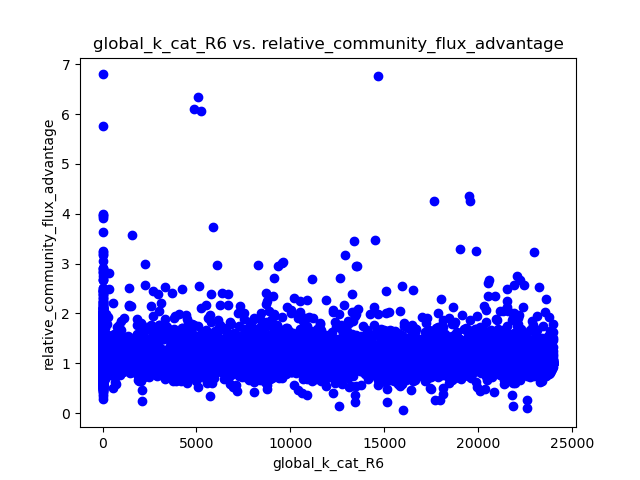 global_k_cat_R6 vs. relative_community_flux_advantage
relative_community_flux_advantage
7
6
5
4
3
2
1
0
0 5000 10000 15000 20000 25000
global_k_cat_R6